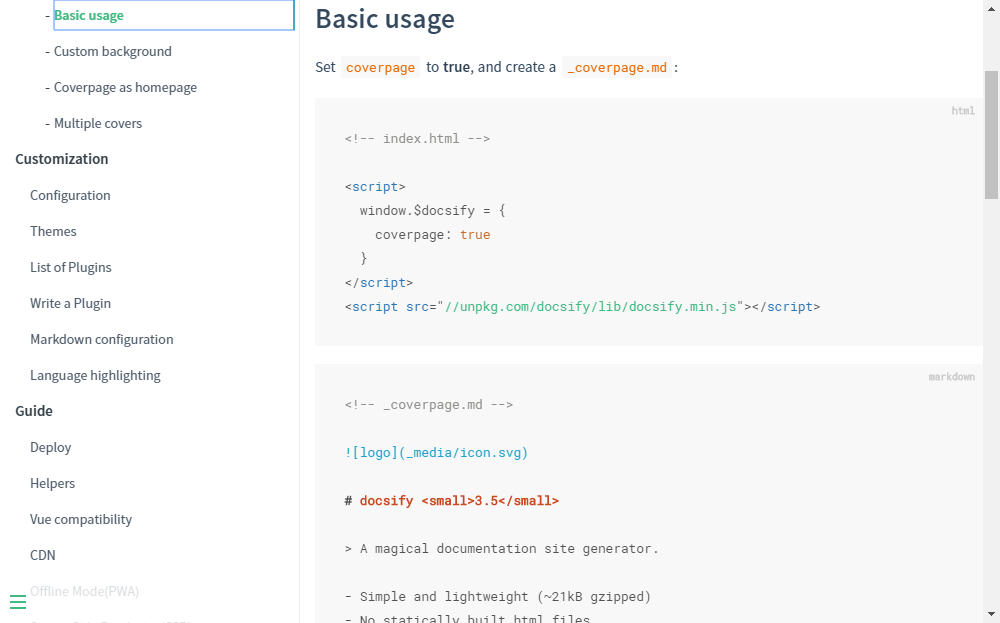 - Basic usage
- Custom background
- Coverpage as homepage
- Multiple covers
Customization
Configuration
Themes
List of Plugins
Write a Plugin
Markdown configuration
Language highlighting
Guide
Deploy
Helpers
Vue compatibility
CDN
Offline Mode(PWA)
Basic usage
Set coverpage to true, and create a _coverpage.md :
html
<!-- index.html -->
<script>
window.$docsify = {
coverpage: true
}
</script>
<script src="//unpkg.com/docsify/lib/docsify.min.js"></script>
markdown
<!-- _coverpage.md -->
![logo](_media/icon.svg)
# docsify <small>3.5</small>
> A magical documentation site generator.
- Simple and lightweight (~21kB gzipped)
- No statically built html files